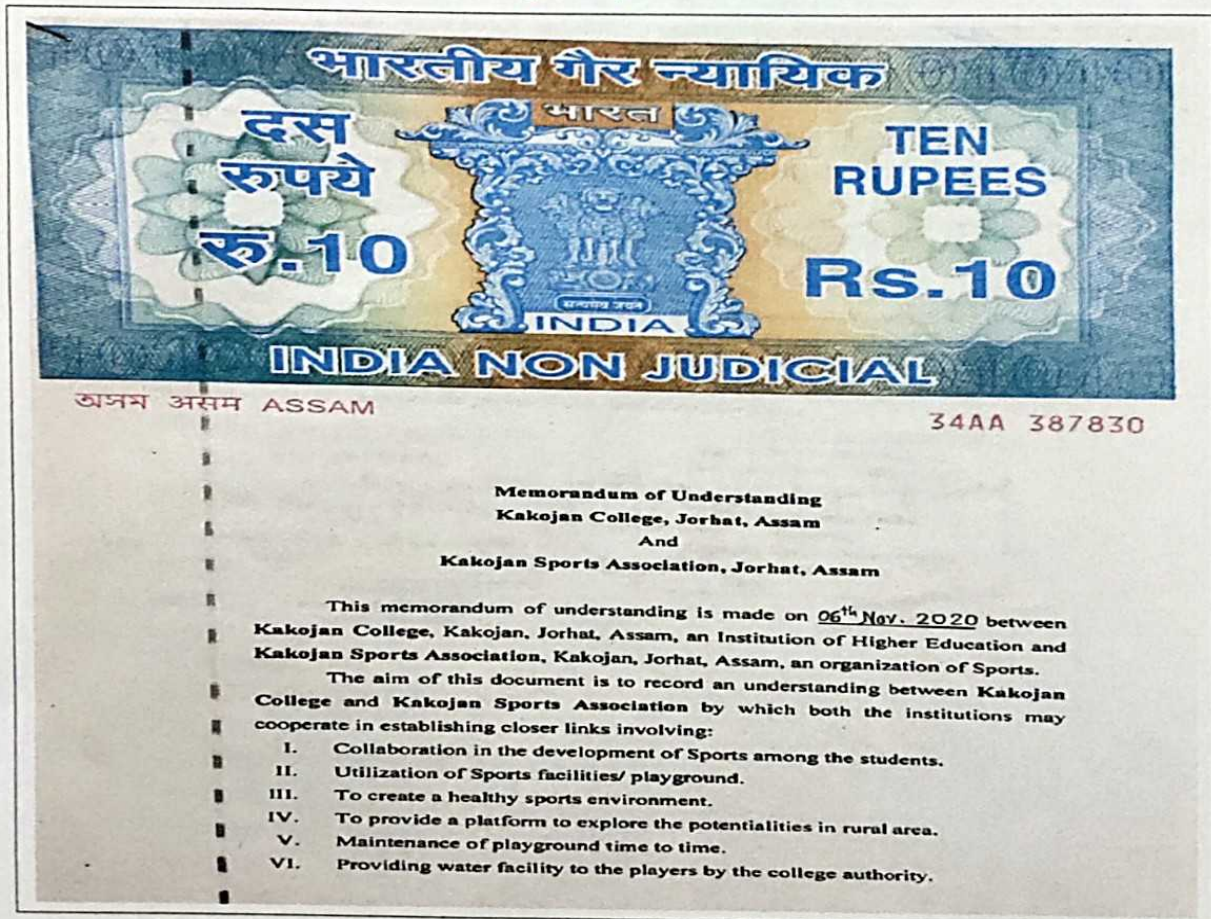 भारतीय गैर न्यायिक
भारत
दस
रुपये
रु.10
TEN
RUPEES
Rs.10
सत्यमेव जयते
INDIA
INDIA NON JUDICIAL
অসম असम ASSAM
34AA 387830
Memorandum of Understanding
Kakojan College, Jorhat, Assam
And
Kakojan Sports Association, Jorhat, Assam
This memorandum of understanding is made on 06th Nov. 2020 between
Kakojan College, Kakojan, Jorhat, Assam, an Institution of Higher Education and
Kakojan Sports Association, Kakojan, Jorhat, Assam, an organization of Sports.
The aim of this document is to record an understanding between Kakojan
College and Kakojan Sports Association by which both the institutions may
cooperate in establishing closer links involving:
I. Collaboration in the development of Sports among the students.
II. Utilization of Sports facilities/ playground.
III. To create a healthy sports environment.
IV. To provide a platform to explore the potentialities in rural area.
V. Maintenance of playground time to time.
VI. Providing water facility to the players by the college authority.